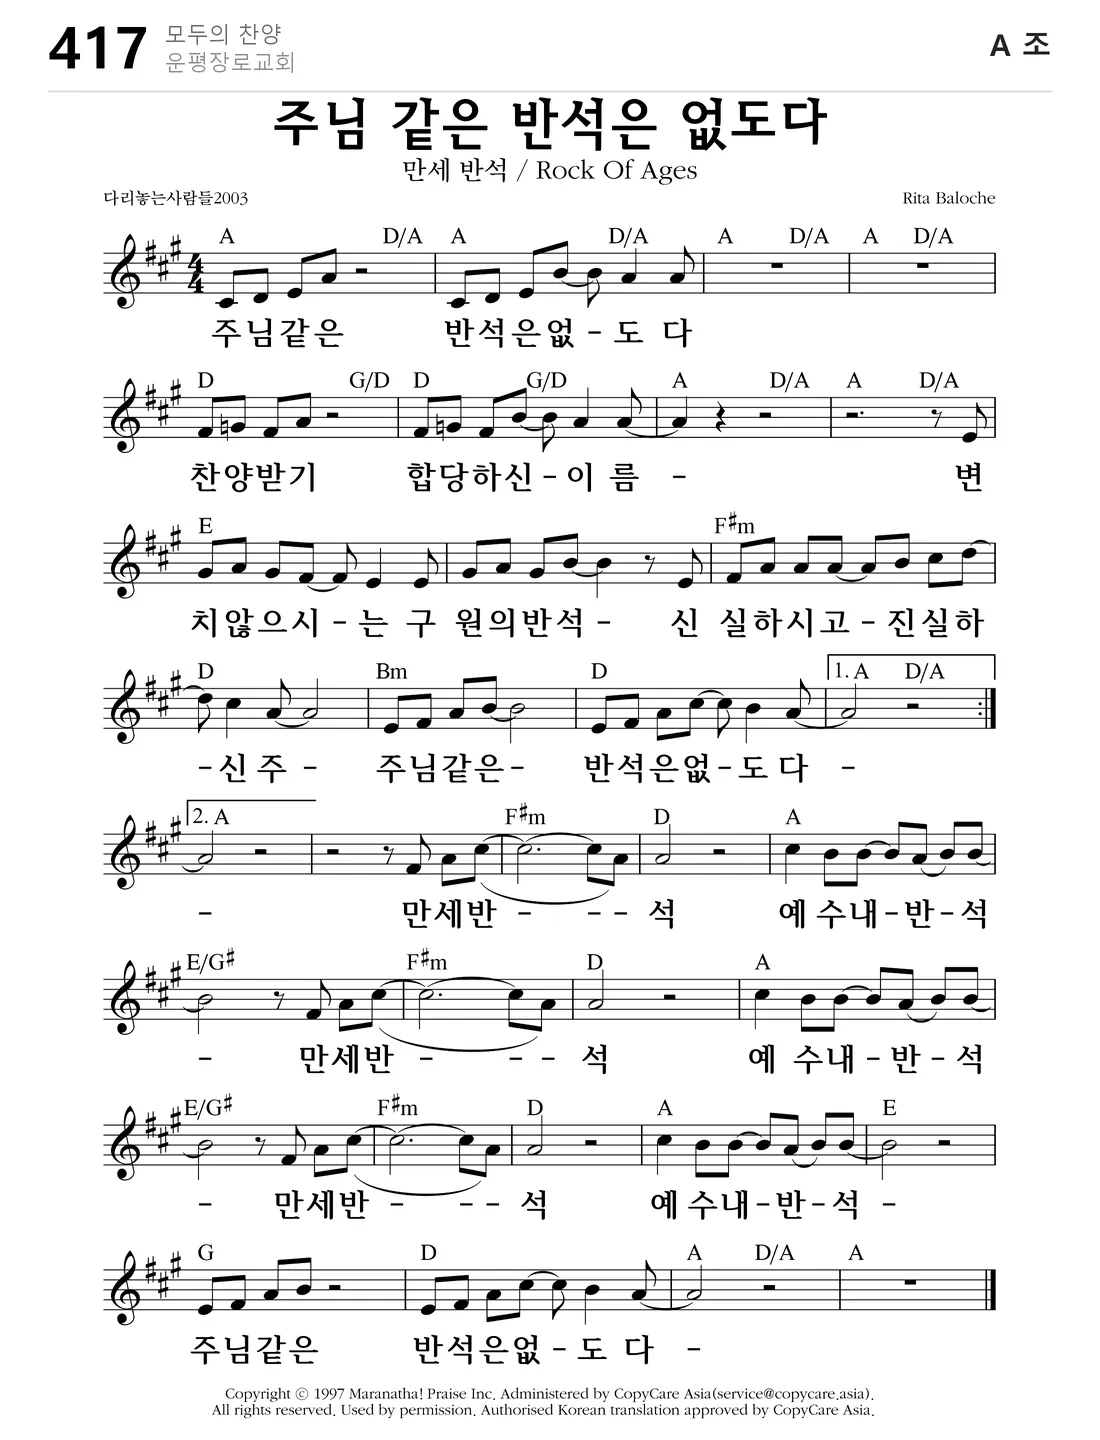 417 모두의 찬양 A 조
운평장로교회
주님 같은 반석은 없도다
만세 반석 / Rock Of Ages
다리놓는사람들2003 Rita Baloche
A D/A A D/A A D/A A D/A
주님같은 반석은없-도 다
D G/D D G/D A D/A A D/A
찬양받기 합당하신-이 름 - 변
E F#m
치않으시-는 구 원의반석- 신 실하시고-진실하
D Bm D 1. A D/A
-신 주 - 주님같은- 반석은없-도 다 -
2. A F#m D A
- 만세반 - - - 석 예 수내-반-석
E/G# F#m D A
- 만세반 - - - 석 예 수내-반-석
E/G# F#m D A E
- 만세반 - - - 석 예 수내-반-석 -
G D A D/A A
주님같은 반석은없-도 다 -
Copyright ⓒ 1997 Maranatha! Praise Inc. Administered by CopyCare Asia(service@copycare.asia).
All rights reserved. Used by permission. Authorised Korean translation approved by CopyCare Asia.